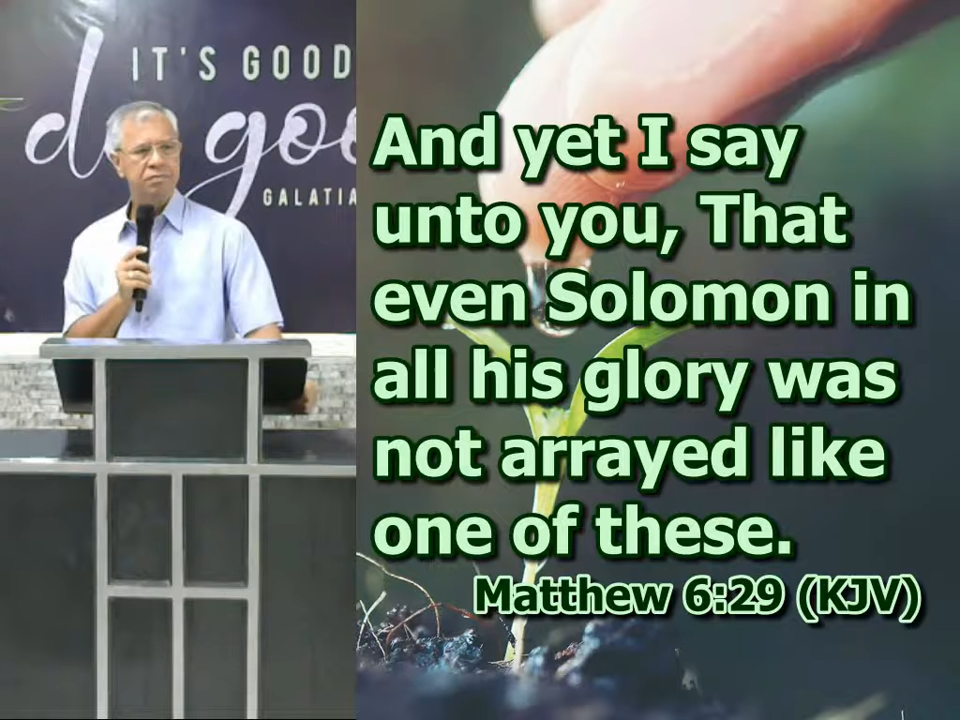 IT'S GOOD
d goo
GALATIA
And yet I say
unto you, That
even Solomon in
all his glory was
not arrayed like
one of these.
Matthew 6:29 (KJV)